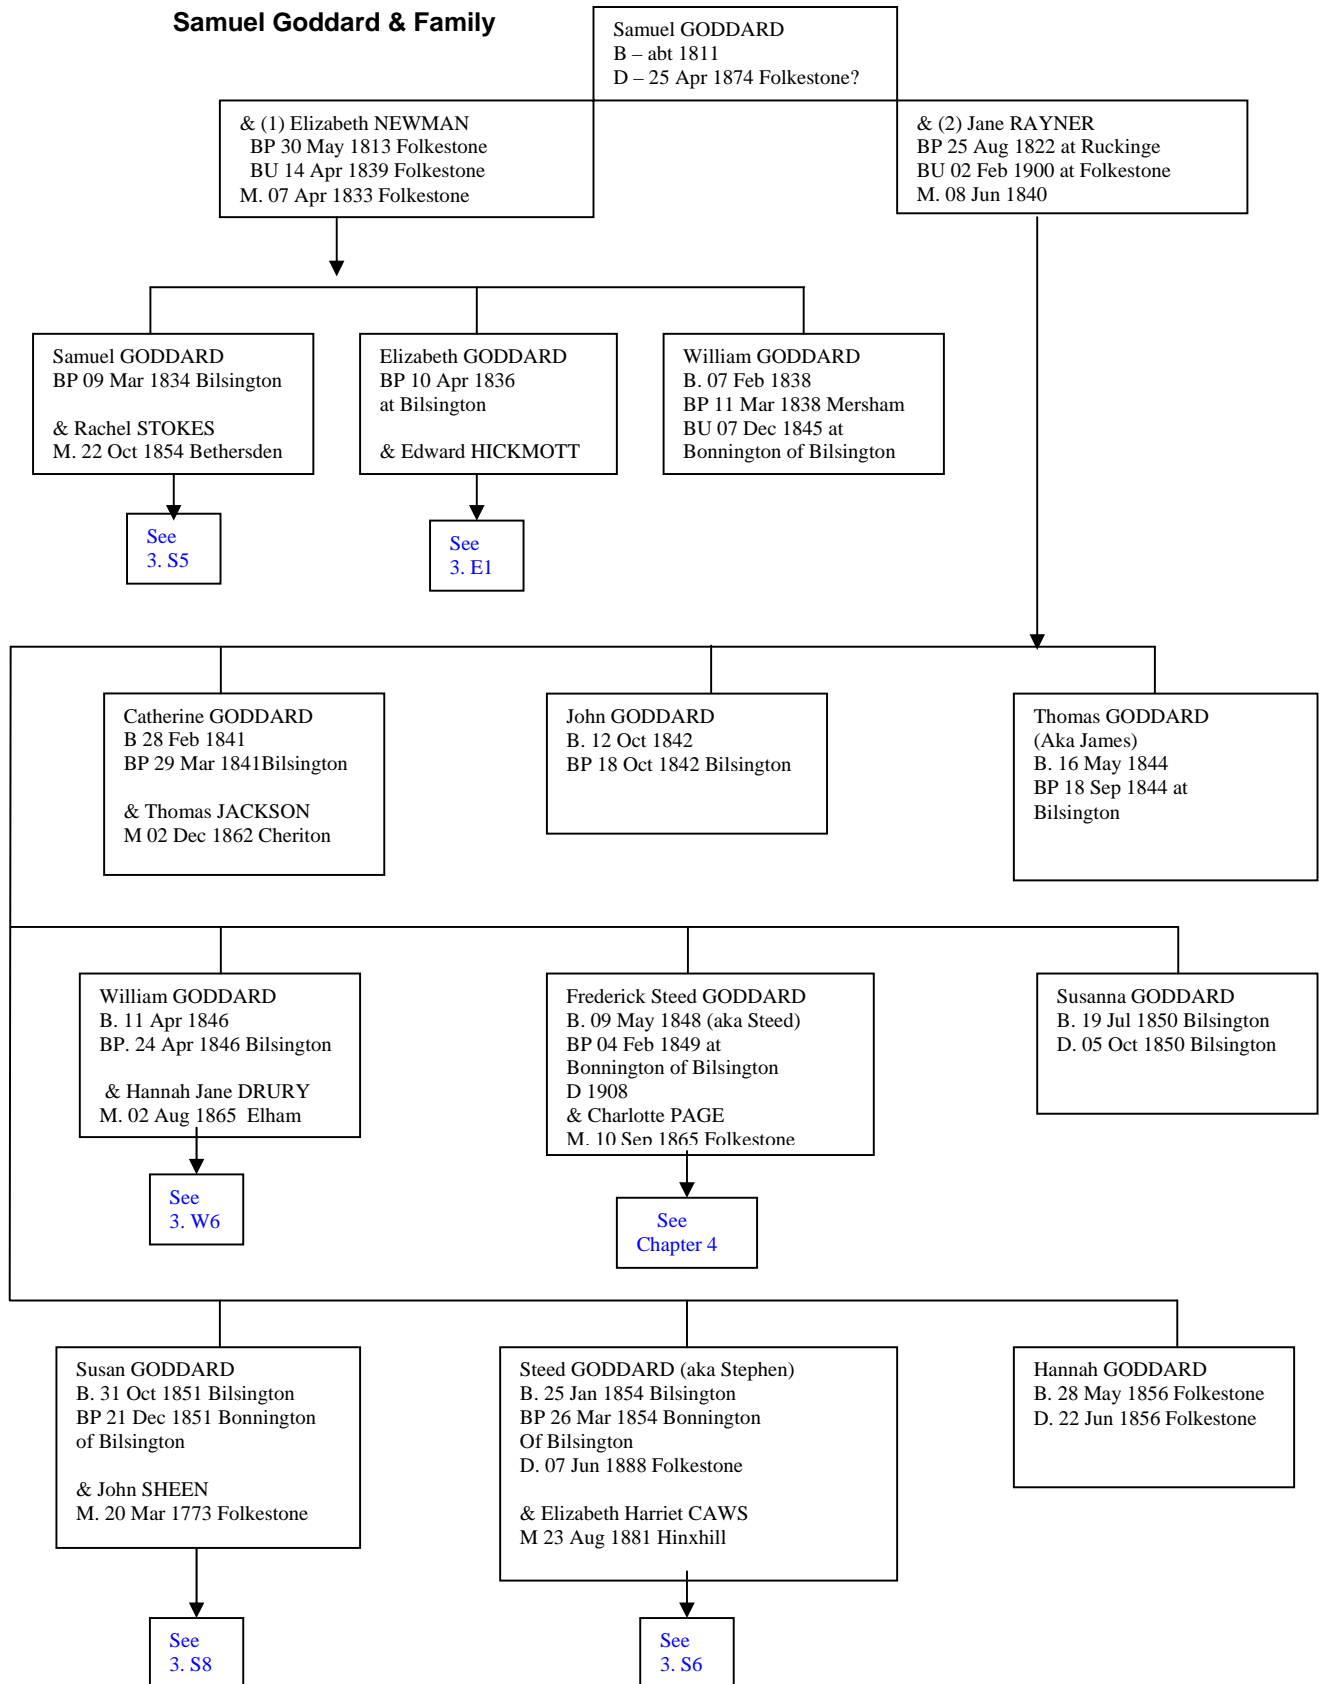 Samuel Goddard & Family
Samuel GODDARD
B – abt 1811
D – 25 Apr 1874 Folkestone?
& (1) Elizabeth NEWMAN
BP 30 May 1813 Folkestone
BU 14 Apr 1839 Folkestone
M. 07 Apr 1833 Folkestone
& (2) Jane RAYNER
BP 25 Aug 1822 at Ruckinge
BU 02 Feb 1900 at Folkestone
M. 08 Jun 1840
Samuel GODDARD
BP 09 Mar 1834 Bilsington
& Rachel STOKES
M. 22 Oct 1854 Bethersden
Elizabeth GODDARD
BP 10 Apr 1836
at Bilsington
& Edward HICKMOTT
William GODDARD
B. 07 Feb 1838
BP 11 Mar 1838 Mersham
BU 07 Dec 1845 at
Bonnington of Bilsington
See
3. S5
See
3. E1
Catherine GODDARD
B 28 Feb 1841
BP 29 Mar 1841Bilsington
& Thomas JACKSON
M 02 Dec 1862 Cheriton
John GODDARD
B. 12 Oct 1842
BP 18 Oct 1842 Bilsington
Thomas GODDARD
(Aka James)
B. 16 May 1844
BP 18 Sep 1844 at
Bilsington
William GODDARD
B. 11 Apr 1846
BP. 24 Apr 1846 Bilsington
& Hannah Jane DRURY
M. 02 Aug 1865 Elham
Frederick Steed GODDARD
B. 09 May 1848 (aka Steed)
BP 04 Feb 1849 at
Bonnington of Bilsington
D 1908
& Charlotte PAGE
M. 10 Sep 1865 Folkestone
Susanna GODDARD
B. 19 Jul 1850 Bilsington
D. 05 Oct 1850 Bilsington
See
3. W6
See
Chapter 4
Susan GODDARD
B. 31 Oct 1851 Bilsington
BP 21 Dec 1851 Bonnington
of Bilsington
& John SHEEN
M. 20 Mar 1773 Folkestone
Steed GODDARD (aka Stephen)
B. 25 Jan 1854 Bilsington
BP 26 Mar 1854 Bonnington
Of Bilsington
D. 07 Jun 1888 Folkestone
& Elizabeth Harriet CAWS
M 23 Aug 1881 Hinxhill
Hannah GODDARD
B. 28 May 1856 Folkestone
D. 22 Jun 1856 Folkestone
See
3. S8
See
3. S6